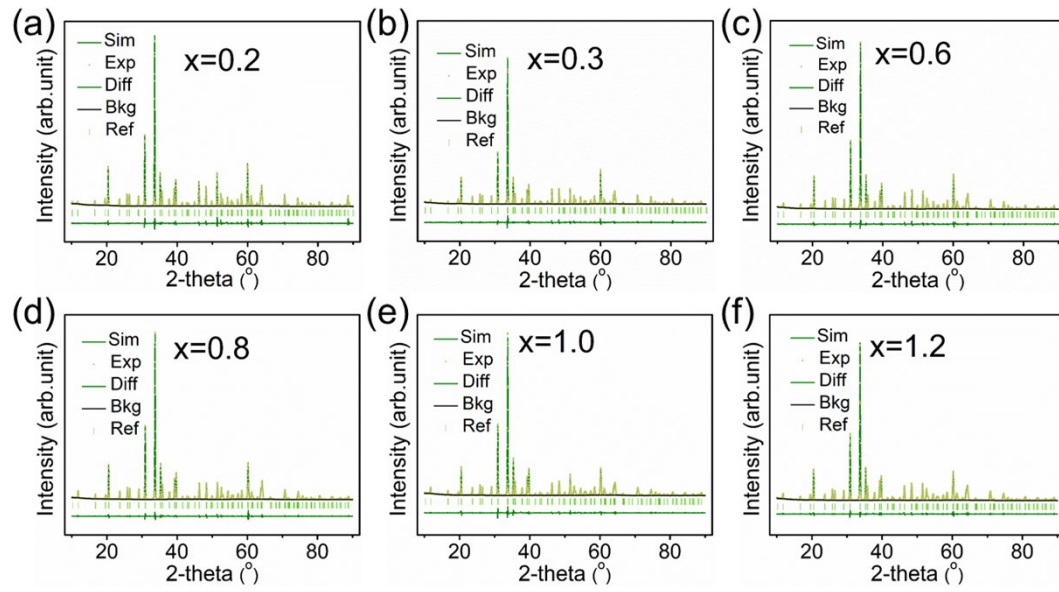 (a)
x=0.2
Sim
Exp
Diff
Bkg
Ref
Intensity (arb.unit)
20 40 60 80
2-theta (°)
(b)
x=0.3
Sim
Exp
Diff
Bkg
Ref
Intensity (arb.unit)
20 40 60 80
2-theta (°)
(c)
x=0.6
Sim
Exp
Diff
Bkg
Ref
Intensity (arb.unit)
20 40 60 80
2-theta (°)
(d)
x=0.8
Sim
Exp
Diff
Bkg
Ref
Intensity (arb.unit)
20 40 60 80
2-theta (°)
(e)
x=1.0
Sim
Exp
Diff
Bkg
Ref
Intensity (arb.unit)
20 40 60 80
2-theta (°)
(f)
x=1.2
Sim
Exp
Diff
Bkg
Ref
Intensity (arb.unit)
20 40 60 80
2-theta (°)